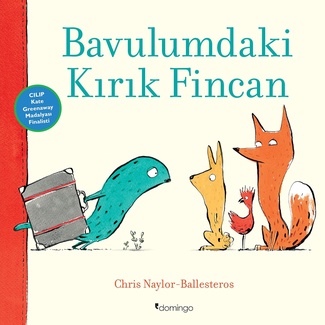 Bavulumdaki
Kırık Fincan
CILIP
Kate
Greenaway
Madalyası
Finalisti
Chris Naylor-Ballesteros
domingo